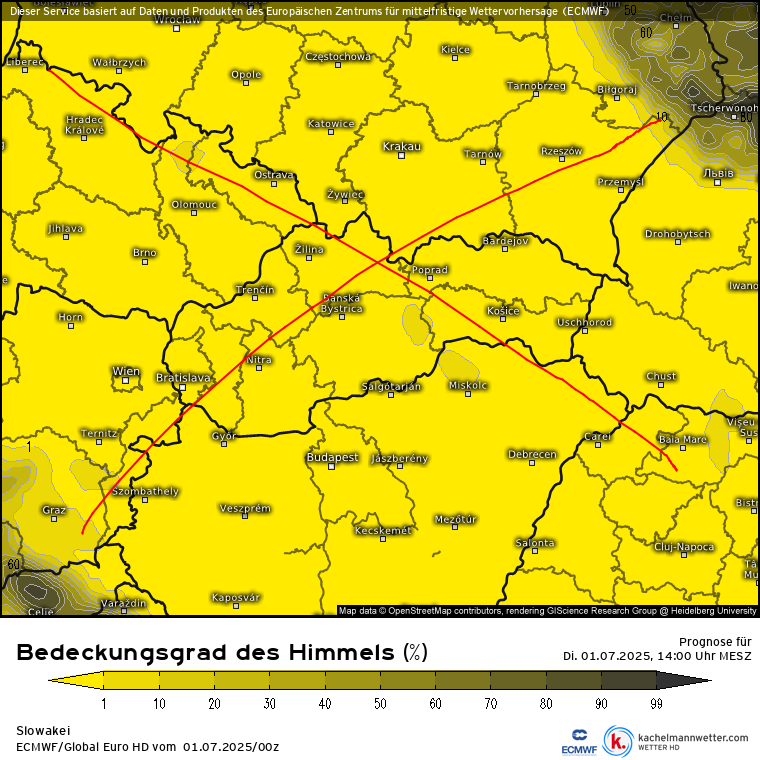 Dieser Service basiert auf Daten und Produkten des Europäischen Zentrums für mittelfristige Wettervorhersage (ECMWF)
50
Wrocław
Chełm
60
Kielce
Liberec
Wałbrzych
Częstochowa
Opole
Tarnobrzeg
Biłgoraj
Tscherwonoh
Hradec
Králové
Katowice
10
80
Krakau
Tarnów
Rzeszów
Ostrava
Львів
Przemyśl
Żywiec
Olomouc
Jihlava
Drohobytsch
Brno
Žilina
Bardejov
Poprad
Trenčín
Iwano
Banská
Bystrica
Horn
Košice
Uschhorod
Nitra
Wien
Bratislava
Salgótarján
Miskolc
Chust
Vișeu
Sus
Ternitz
Győr
Carei
Baia Mare
1
Budapest
Jászberény
Debrecen
Szombathely
Graz
Veszprém
Bistr
Kecskemét
Mezőtúr
Salonta
Cluj-Napoca
60
Tâ
Mu
Celje
Varaždin
Kaposvár
Map data © OpenStreetMap contributors, rendering GIScience Research Group @ Heidelberg University
Bedeckungsgrad des Himmels (%)
Prognose für
Di. 01.07.2025, 14:00 Uhr MESZ
1 10 20 30 40 50 60 70 80 90 99
Slowakei
ECMWF/Global Euro HD vom 01.07.2025/00z
ECMWF
k.
kachelmannwetter.com
WETTER HD